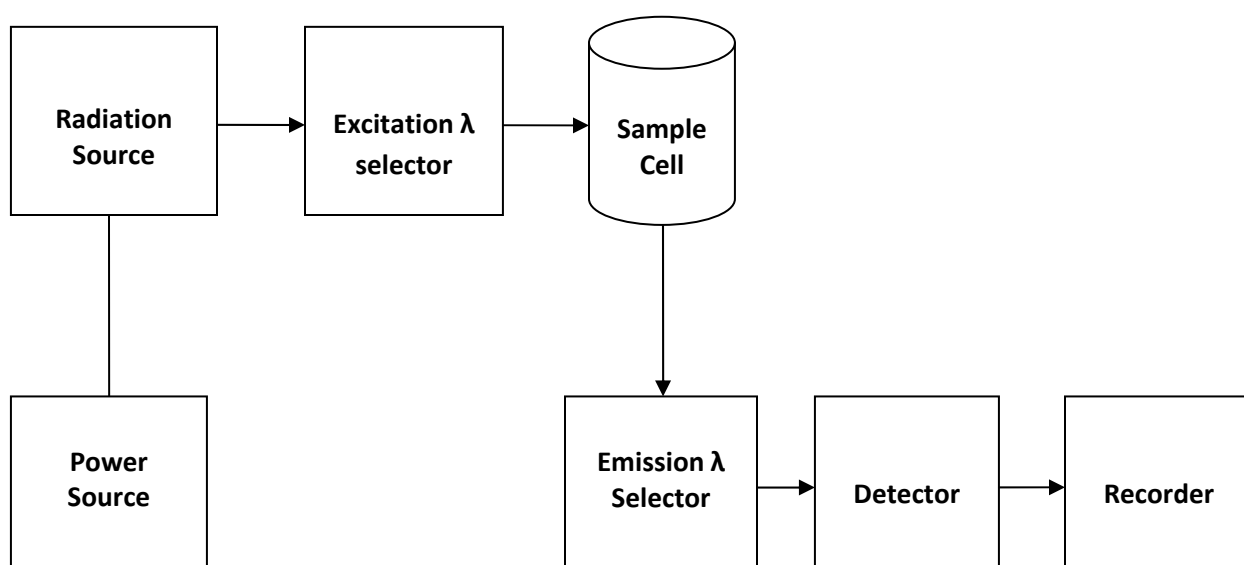 Radiation
Source
Excitation λ
selector
Sample
Cell
Power
Source
Emission λ
Selector
Detector
Recorder